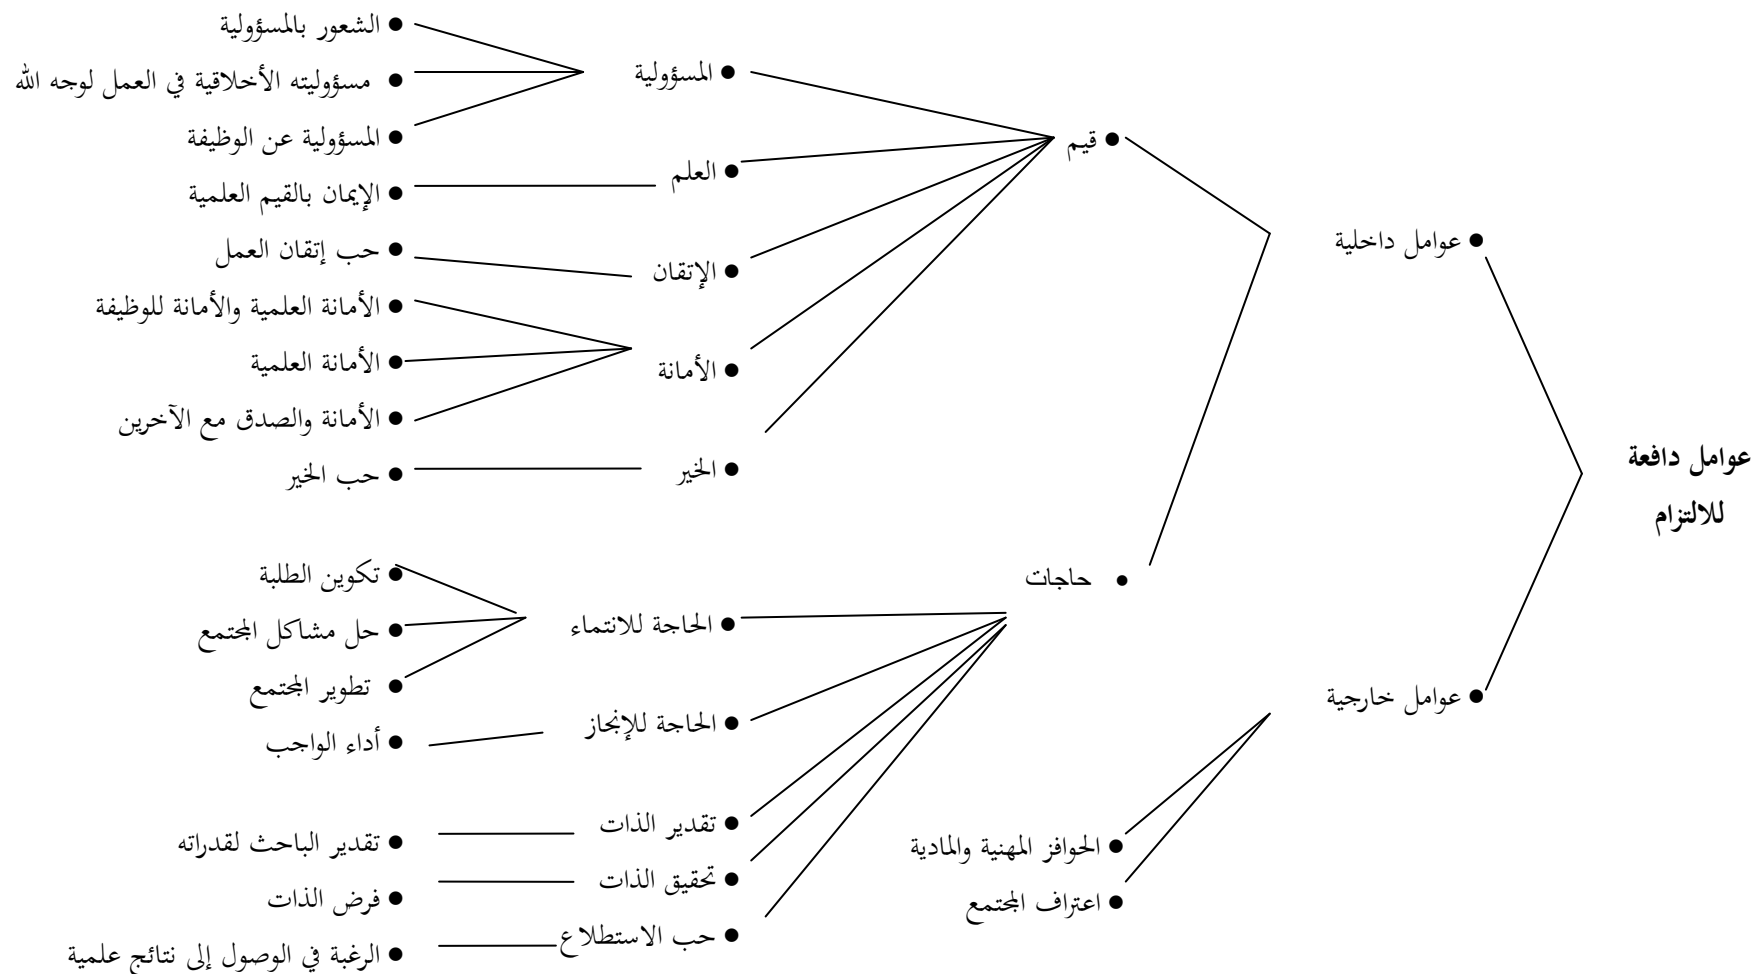 عوامل دافعة
للالتزام
● عوامل داخلية
● قيم
● المسؤولية
● الشعور بالمسؤولية
● مسؤوليته الأخلاقية في العمل لوجه الله
● المسؤولية عن الوظيفة
● العلم
● الإيمان بالقيم العلمية
● الإتقان
● حب إتقان العمل
● الأمانة
● الأمانة العلمية والأمانة للوظيفة
● الأمانة العلمية
● الأمانة والصدق مع الآخرين
● الخير
● حب الخير
• حاجات
● الحاجة للانتماء
● تكوين الطلبة
● حل مشاكل المجتمع
● تطوير المجتمع
● الحاجة للإنجاز
● أداء الواجب
● تقدير الذات
● تقدير الباحث لقدراته
● تحقيق الذات
● فرض الذات
● حب الاستطلاع
● الرغبة في الوصول إلى نتائج علمية
● عوامل خارجية
● الحوافز المهنية والمادية
● اعتراف المجتمع